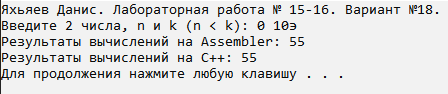 Яхьяев Данис. Лабораторная работа № 15-16. Вариант №18.
Введите 2 числа, n и k (n < k): 0 10э
Результаты вычислений на Assembler: 55
Результаты вычислений на C++: 55
Для продолжения нажмите любую клавишу . . .